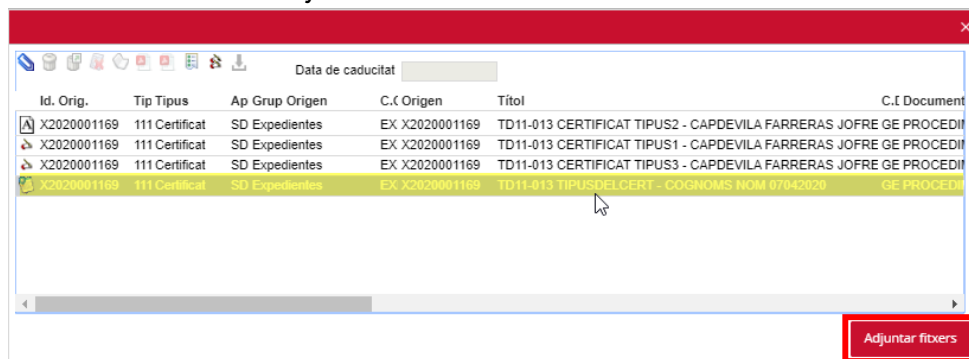 ×
Data de caducitat
Id. Orig. Tip Tipus Ap Grup Origen C.( Origen Títol C.[ Document
X2020001169 111 Certificat SD Expedientes EX X2020001169 TD11-013 CERTIFICAT TIPUS2 - CAPDEVILA FARRERAS JOFRE GE PROCEDI
X2020001169 111 Certificat SD Expedientes EX X2020001169 TD11-013 CERTIFICAT TIPUS1 - CAPDEVILA FARRERAS JOFRE GE PROCEDI
X2020001169 111 Certificat SD Expedientes EX X2020001169 TD11-013 CERTIFICAT TIPUS3 - CAPDEVILA FARRERAS JOFRE GE PROCEDI
X2020001169 111 Certificat SD Expedientes EX X2020001169 TD11-013 TIPUSDELCERT - COGNOMS NOM 07042020 GE PROCEDI
Adjuntar fitxers